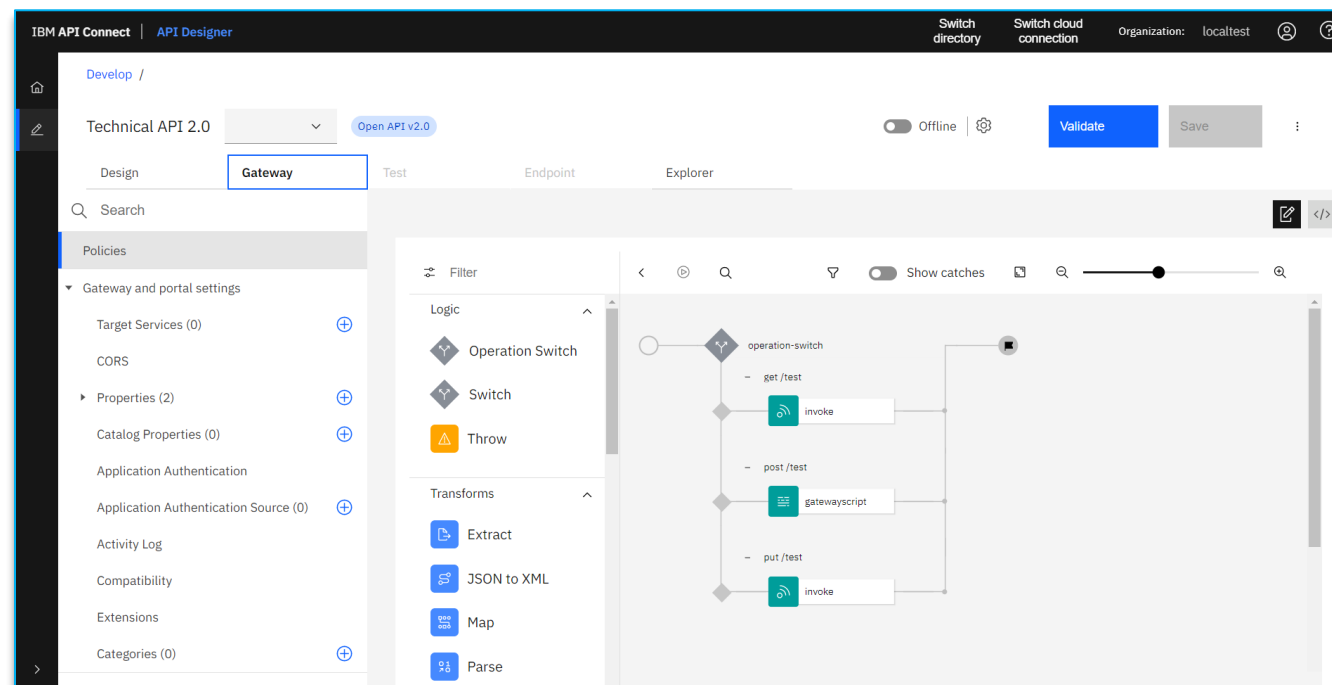 IBM API Connect | API Designer
Switch directory
Switch cloud connection
Organization: localtest
Develop /
Technical API 2.0
Open API v2.0
Offline
Validate
Save
Design
Gateway
Test
Endpoint
Explorer
Search
Policies
Gateway and portal settings
Target Services (0)
CORS
Properties (2)
Catalog Properties (0)
Application Authentication
Application Authentication Source (0)
Activity Log
Compatibility
Extensions
Categories (0)
Filter
Logic
Operation Switch
Switch
Throw
Transforms
Extract
JSON to XML
Map
Parse
Show catches
operation-switch
get /test
invoke
post /test
gatewayscript
put /test
invoke